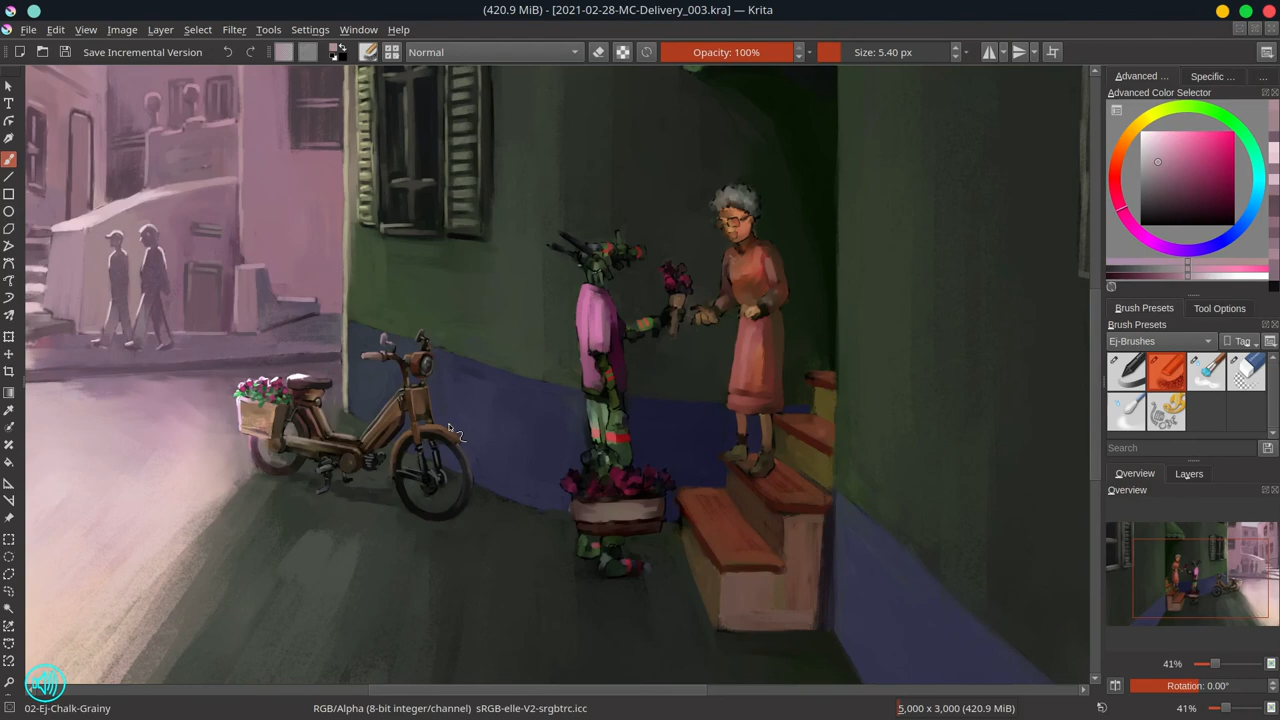 (420.9 MiB) - [2021-02-28-MC-Delivery_003.kra] — Krita
File Edit View Image Layer Select Filter Tools Settings Window Help
Save Incremental Version Normal Opacity: 100% Size: 5.40 px
Advanced ... Specific ... ...
Advanced Color Selector
Brush Presets Tool Options
Brush Presets
Ej-Brushes Tag
Search
Overview Layers
Overview
41%
Rotation: 0.00°
02-Ej-Chalk-Grainy RGB/Alpha (8-bit integer/channel) sRGB-elle-V2-srgbtrc.icc 5,000 x 3,000 (420.9 MiB) 41%